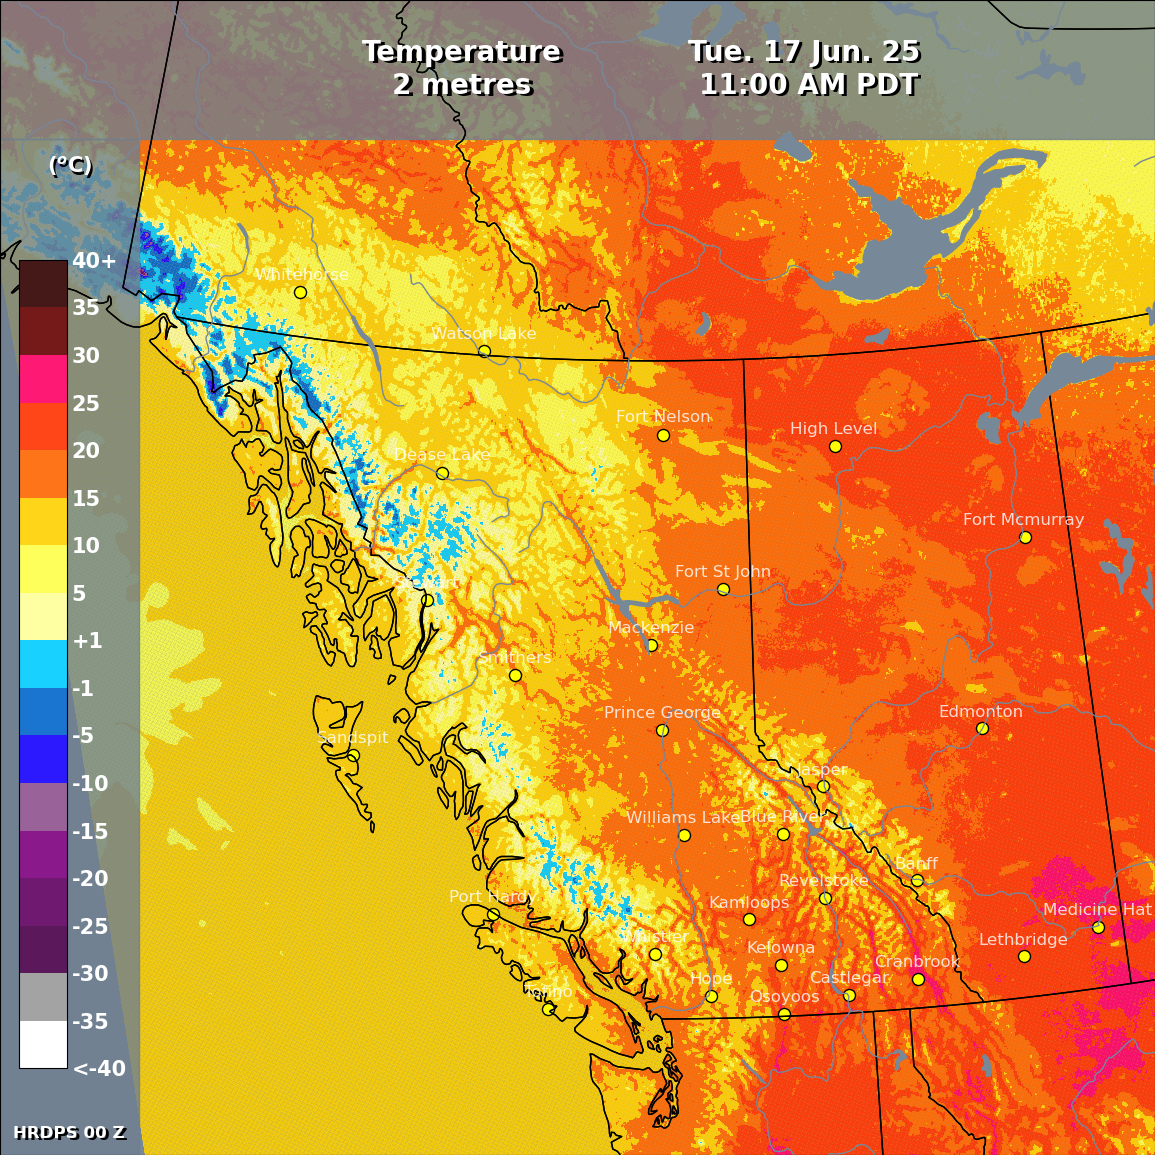 Temperature
2 metres
Tue. 17 Jun. 25
11:00 AM PDT
(°C)
40+
35
30
25
20
15
10
5
+1
-1
-5
-10
-15
-20
-25
-30
-35
<-40
Whitehorse
Watson Lake
Fort Nelson
High Level
Dease Lake
Fort Mcmurray
Fort St John
Stewart
Mackenzie
Smithers
Prince George
Edmonton
Sandspit
Jasper
Williams Lake
Blue River
Banff
Revelstoke
Port Hardy
Kamloops
Medicine Hat
Whistler
Kelowna
Lethbridge
Cranbrook
Hope
Castlegar
Tofino
Osoyoos
HRDPS 00 Z